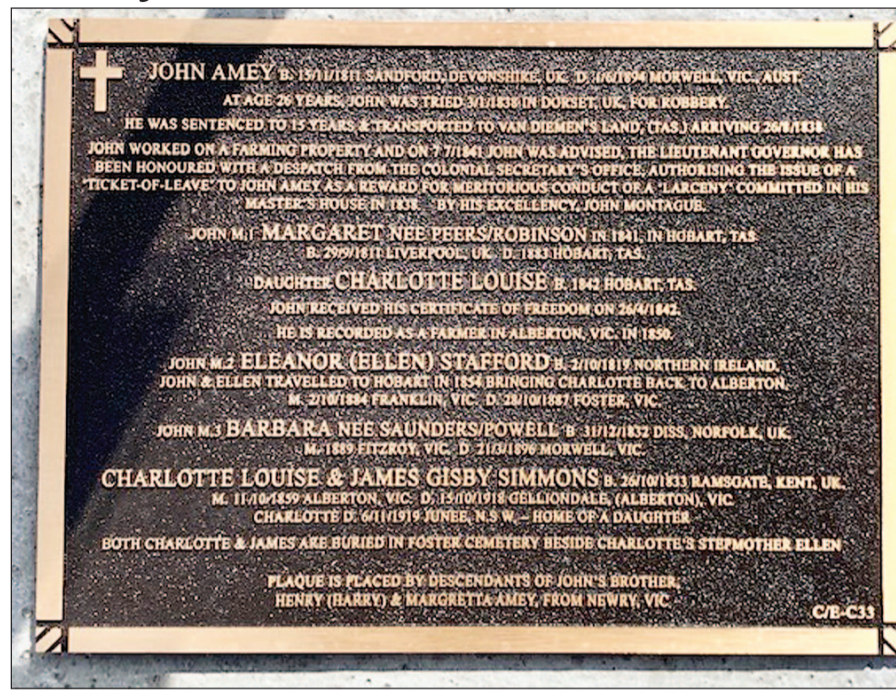 JOHN AMEY B. 15/11/1811 SANDFORD, DEVONSHIRE, UK. D. 1/6/1894 MORWELL, VIC., AUST.
AT AGE 26 YEARS, JOHN WAS TRIED 3/1/1838 IN DORSET, UK, FOR ROBBERY.
HE WAS SENTENCED TO 15 YEARS & TRANSPORTED TO VAN DIEMEN'S LAND, (TAS.) ARRIVING 26/8/1838
JOHN WORKED ON A FARMING PROPERTY AND ON 7/7/1841 JOHN WAS ADVISED, THE LIEUTENANT GOVERNOR HAS
BEEN HONOURED WITH A DESPATCH FROM THE COLONIAL SECRETARY'S OFFICE, AUTHORISING THE ISSUE OF A
'TICKET-OF-LEAVE' TO JOHN AMEY AS A REWARD FOR MERITORIOUS CONDUCT OF A 'LARCENY' COMMITTED IN HIS
MASTER'S HOUSE IN 1838. BY HIS EXCELLENCY, JOHN MONTAGUE.
JOHN M.1 MARGARET NEE PEERS/ROBINSON IN 1841, IN HOBART, TAS.
B. 29/9/1811 LIVERPOOL, UK. D. 1883 HOBART, TAS.
DAUGHTER CHARLOTTE LOUISE B. 1842 HOBART, TAS.
JOHN RECEIVED HIS CERTIFICATE OF FREEDOM ON 26/4/1842.
HE IS RECORDED AS A FARMER IN ALBERTON, VIC. IN 1850.
JOHN M.2 ELEANOR (ELLEN) STAFFORD B. 2/10/1819 NORTHERN IRELAND.
JOHN & ELLEN TRAVELLED TO HOBART IN 1854 BRINGING CHARLOTTE BACK TO ALBERTON.
M. 2/10/1884 FRANKLIN, VIC. D. 28/10/1887 FOSTER, VIC.
JOHN M.3 BARBARA NEE SAUNDERS/POWELL B. 31/12/1832 DISS, NORFOLK, UK.
M. 1889 FITZROY, VIC. D. 21/3/1896 MORWELL, VIC.
CHARLOTTE LOUISE & JAMES GISBY SIMMONS B. 26/10/1833 RAMSGATE, KENT, UK.
M. 11/10/1859 ALBERTON, VIC. D. 15/10/1918 GELLIONDALE, (ALBERTON), VIC.
CHARLOTTE D. 6/11/1919 JUNEE, N.S.W. – HOME OF A DAUGHTER
BOTH CHARLOTTE & JAMES ARE BURIED IN FOSTER CEMETERY BESIDE CHARLOTTE'S STEPMOTHER ELLEN
PLAQUE IS PLACED BY DESCENDANTS OF JOHN'S BROTHER,
HENRY (HARRY) & MARGRETTA AMEY, FROM NEWRY, VIC
C/E-C33